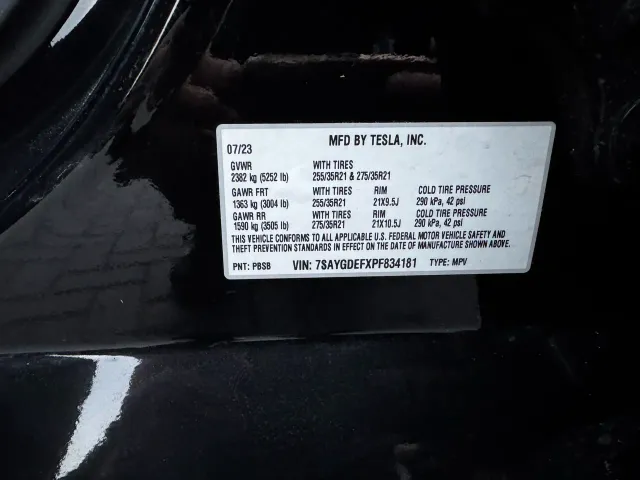 07/23 MFD BY TESLA, INC.
GVWR WITH TIRES
2382 kg (5252 lb) 255/35R21 & 275/35R21
GAWR FRT WITH TIRES RIM COLD TIRE PRESSURE
1363 kg (3004 lb) 255/35R21 21X9.5J 290 kPa, 42 psi
GAWR RR WITH TIRES RIM COLD TIRE PRESSURE
1590 kg (3505 lb) 275/35R21 21X10.5J 290 kPa, 42 psi
THIS VEHICLE CONFORMS TO ALL APPLICABLE U.S. FEDERAL MOTOR VEHICLE SAFETY AND
THEFT PREVENTION STANDARDS IN EFFECT ON THE DATE OF MANUFACTURE SHOWN ABOVE.
PNT: PBSB VIN: 7SAYGDEFXPF834181 TYPE: MPV